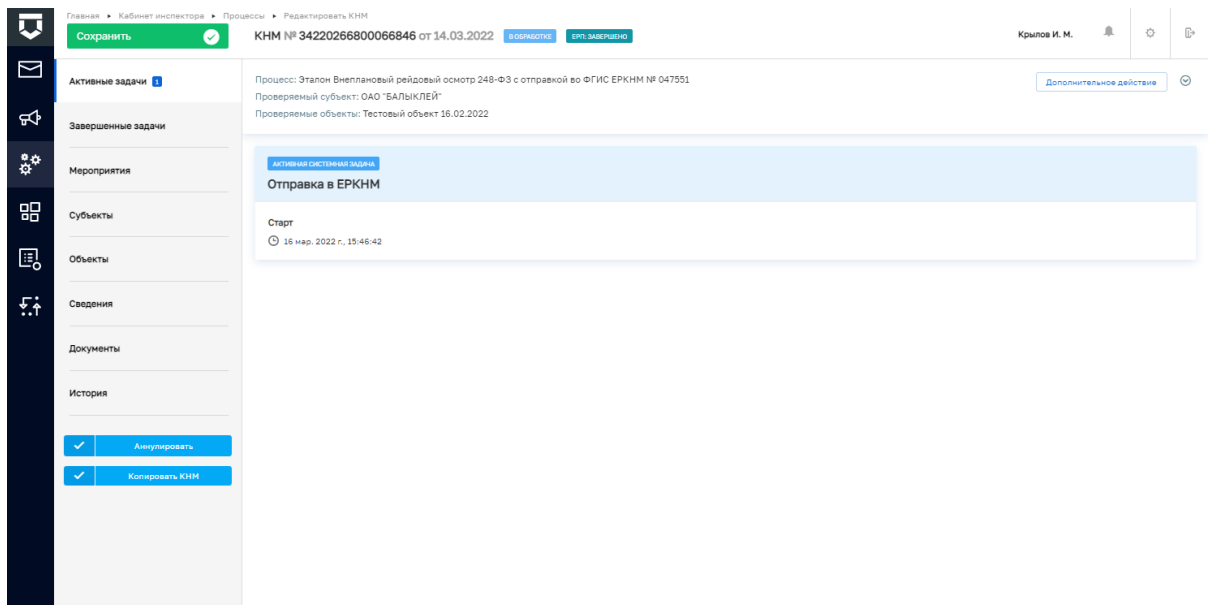 Главная ▸ Кабинет инспектора ▸ Процессы ▸ Редактировать КНМ
Сохранить
КНМ № 34220266800066846 от 14.03.2022 В ОБРАБОТКЕ ЕРП: ЗАВЕРШЕНО
Крылов И. М.
Активные задачи 1
Завершенные задачи
Мероприятия
Субъекты
Объекты
Сведения
Документы
История
Аннулировать
Копировать КНМ
Процесс: Эталон Внеплановый рейдовый осмотр 248-ФЗ с отправкой во ФГИС ЕРКНМ № 047551
Проверяемый субъект: ОАО "БАЛЫКЛЕЙ"
Проверяемые объекты: Тестовый объект 16.02.2022
Дополнительное действие
АКТИВНАЯ СИСТЕМНАЯ ЗАДАЧА
Отправка в ЕРКНМ
Старт
16 мар. 2022 г., 15:46:42